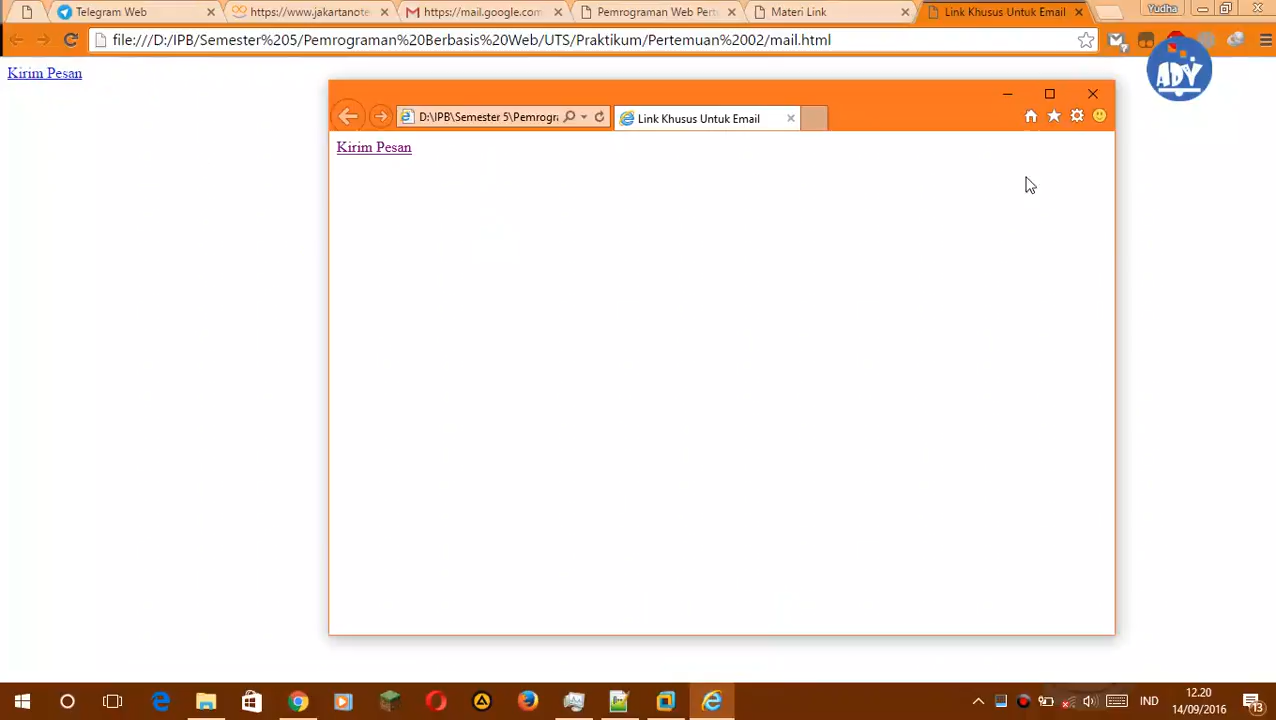 Telegram Web
https://www.jakartanote
https://mail.google.com
Pemrograman Web Pert
Materi Link
Link Khusus Untuk Email
Yudha
file:///D:/IPB/Semester%205/Pemrograman%20Berbasis%20Web/UTS/Praktikum/Pertemuan%2002/mail.html
ADY
Kirim Pesan
D:\IPB\Semester 5\Pemrogra
Link Khusus Untuk Email
Kirim Pesan
IND
12.20
14/09/2016
13